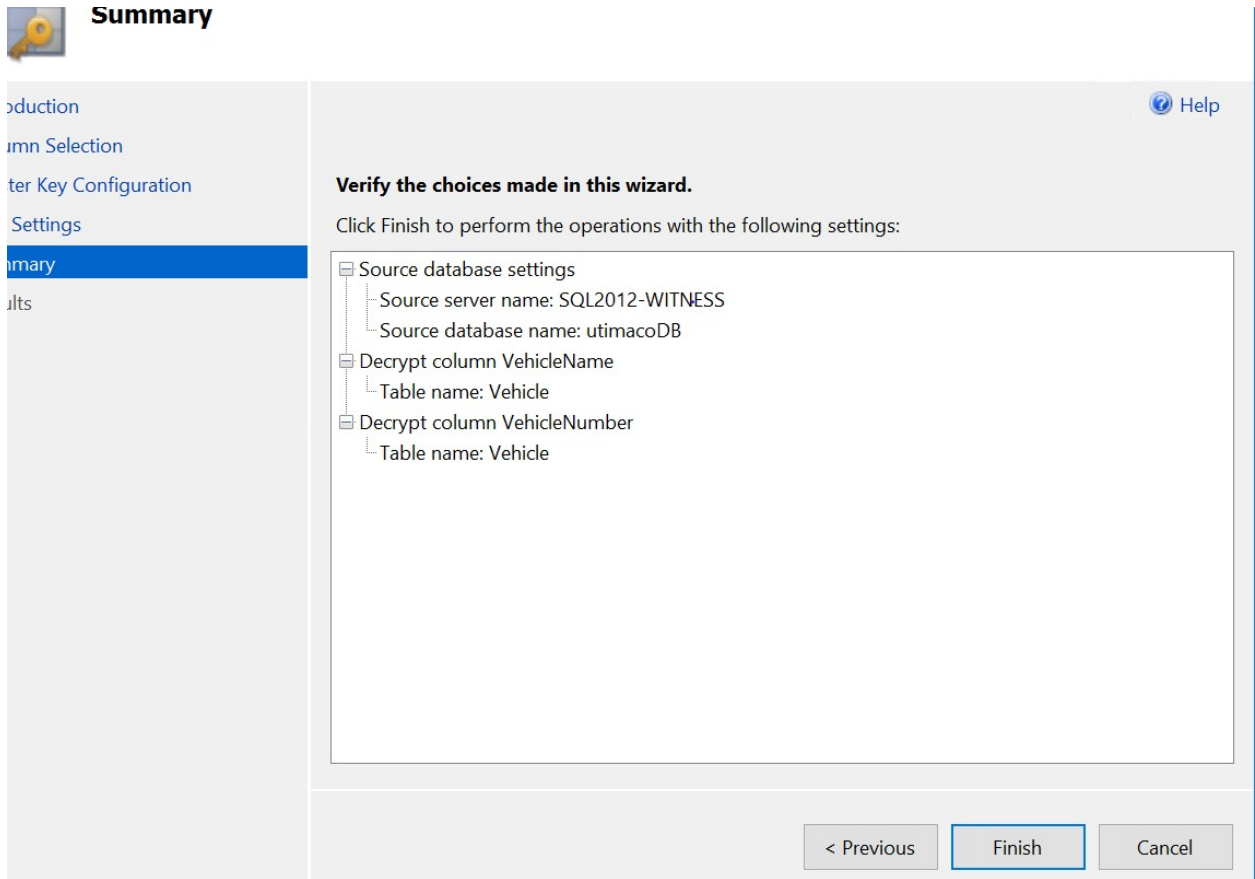 Summary
oduction
umn Selection
ter Key Configuration
Settings
mmary
ults
Help
Verify the choices made in this wizard.
Click Finish to perform the operations with the following settings:
Source database settings
Source server name: SQL2012-WITNESS
Source database name: utimacoDB
Decrypt column VehicleName
Table name: Vehicle
Decrypt column VehicleNumber
Table name: Vehicle
< Previous
Finish
Cancel